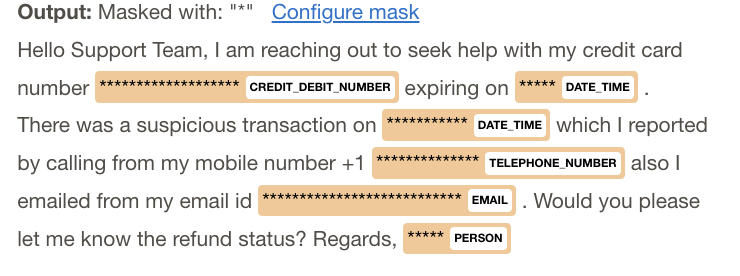 Output: Masked with: "*" Configure mask
Hello Support Team, I am reaching out to seek help with my credit card
number ******************* CREDIT_DEBIT_NUMBER expiring on ***** DATE_TIME .
There was a suspicious transaction on *********** DATE_TIME which I reported
by calling from my mobile number +1 ************** TELEPHONE_NUMBER also I
emailed from my email id *************************** EMAIL . Would you please
let me know the refund status? Regards, ***** PERSON